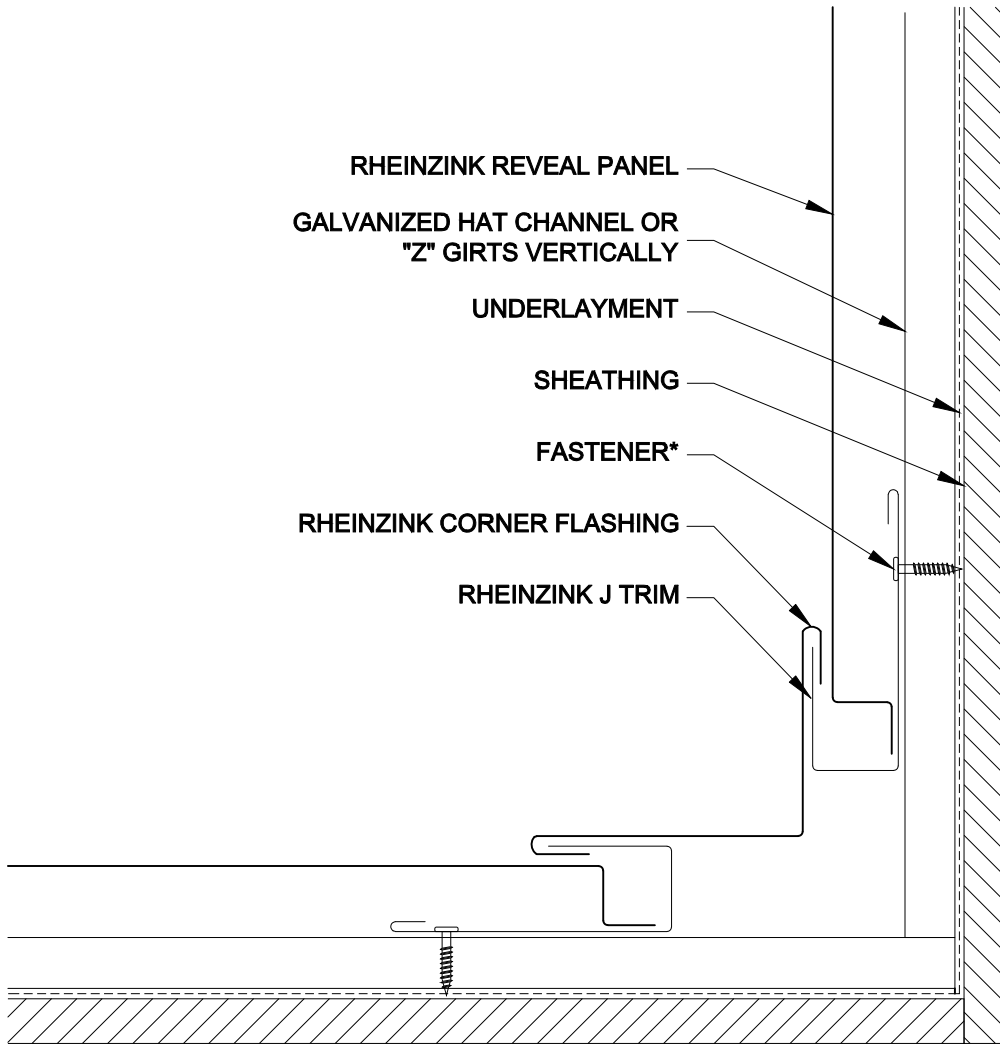 RHEINZINK REVEAL PANEL
GALVANIZED HAT CHANNEL OR
"Z" GIRTS VERTICALLY
UNDERLAYMENT
SHEATHING
FASTENER*
RHEINZINK CORNER FLASHING
RHEINZINK J TRIM